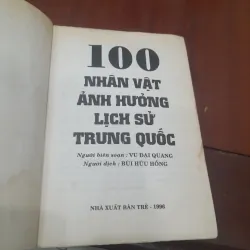 100
NHÂN VẬT
ẢNH HƯỞNG
LỊCH SỬ
TRUNG QUỐC
Người biên soạn : VU ĐẠI QUANG
Người dịch : BÙI HỮU HỒNG
NHÀ XUẤT BẢN TRẺ - 1996